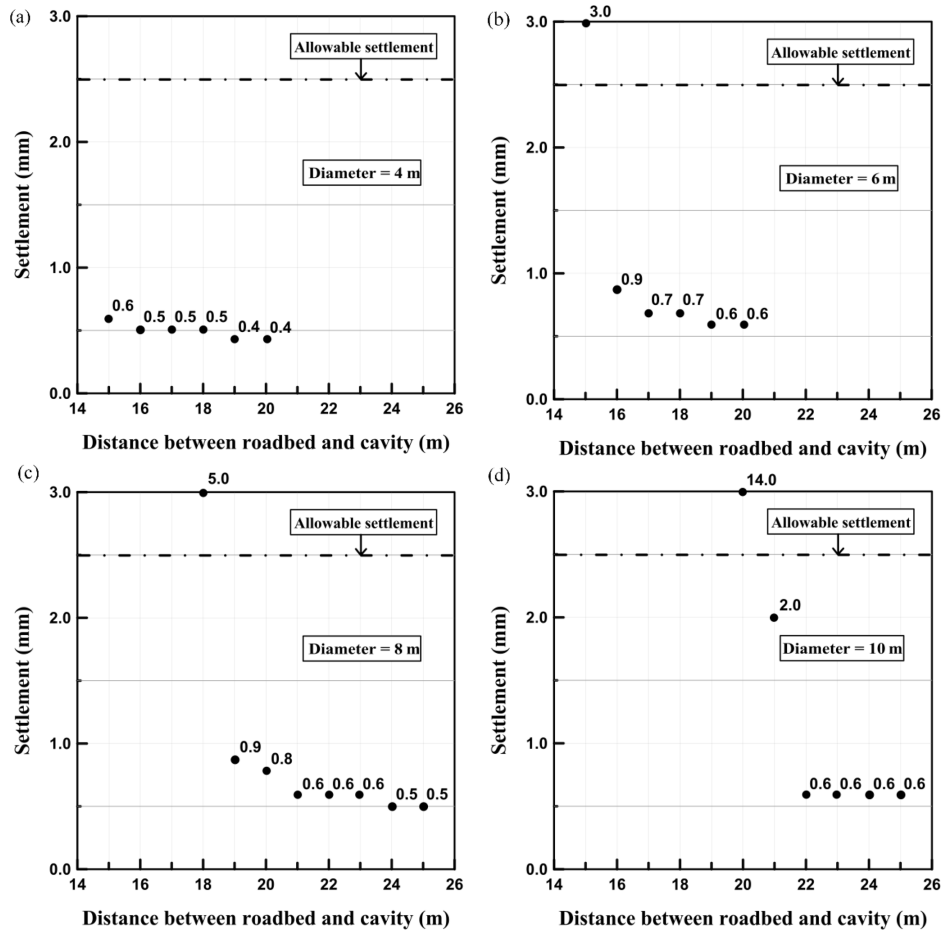 (a)
3.0
Allowable settlement
2.0
Diameter = 4 m
Settlement (mm)
1.0
0.6
0.5
0.5
0.5
0.4
0.4
0.0
14 16 18 20 22 24 26
Distance between roadbed and cavity (m)
(b)
3.0
3.0
Allowable settlement
2.0
Diameter = 6 m
Settlement (mm)
1.0
0.9
0.7
0.7
0.6
0.6
0.0
14 16 18 20 22 24 26
Distance between roadbed and cavity (m)
(c)
5.0
3.0
Allowable settlement
2.0
Diameter = 8 m
Settlement (mm)
1.0
0.9
0.8
0.6
0.6
0.6
0.5
0.5
0.0
14 16 18 20 22 24 26
Distance between roadbed and cavity (m)
(d)
14.0
3.0
Allowable settlement
2.0
2.0
Diameter = 10 m
Settlement (mm)
1.0
0.6
0.6
0.6
0.6
0.0
14 16 18 20 22 24 26
Distance between roadbed and cavity (m)